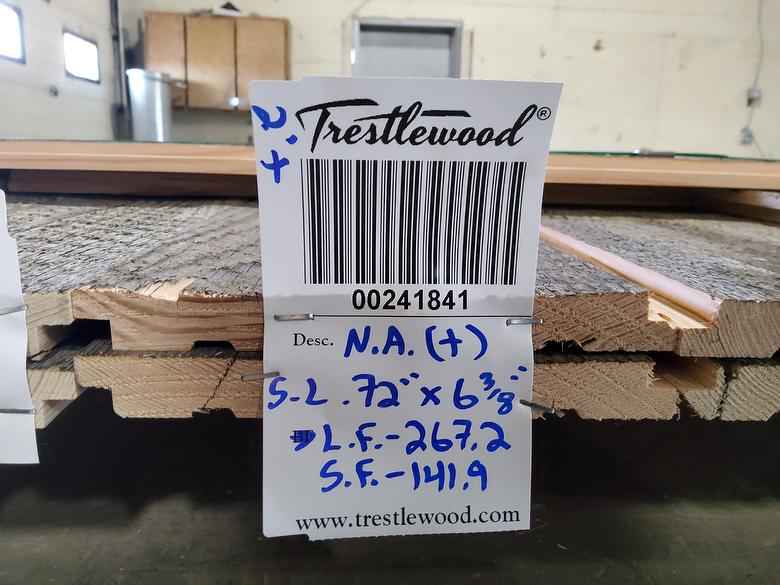 +.2
Trestlewood®
00241841
Desc. N.A. (+)
S-L .72" x 6 3/8"
L.F.-267.2
S.F.-141.9
www.trestlewood.com